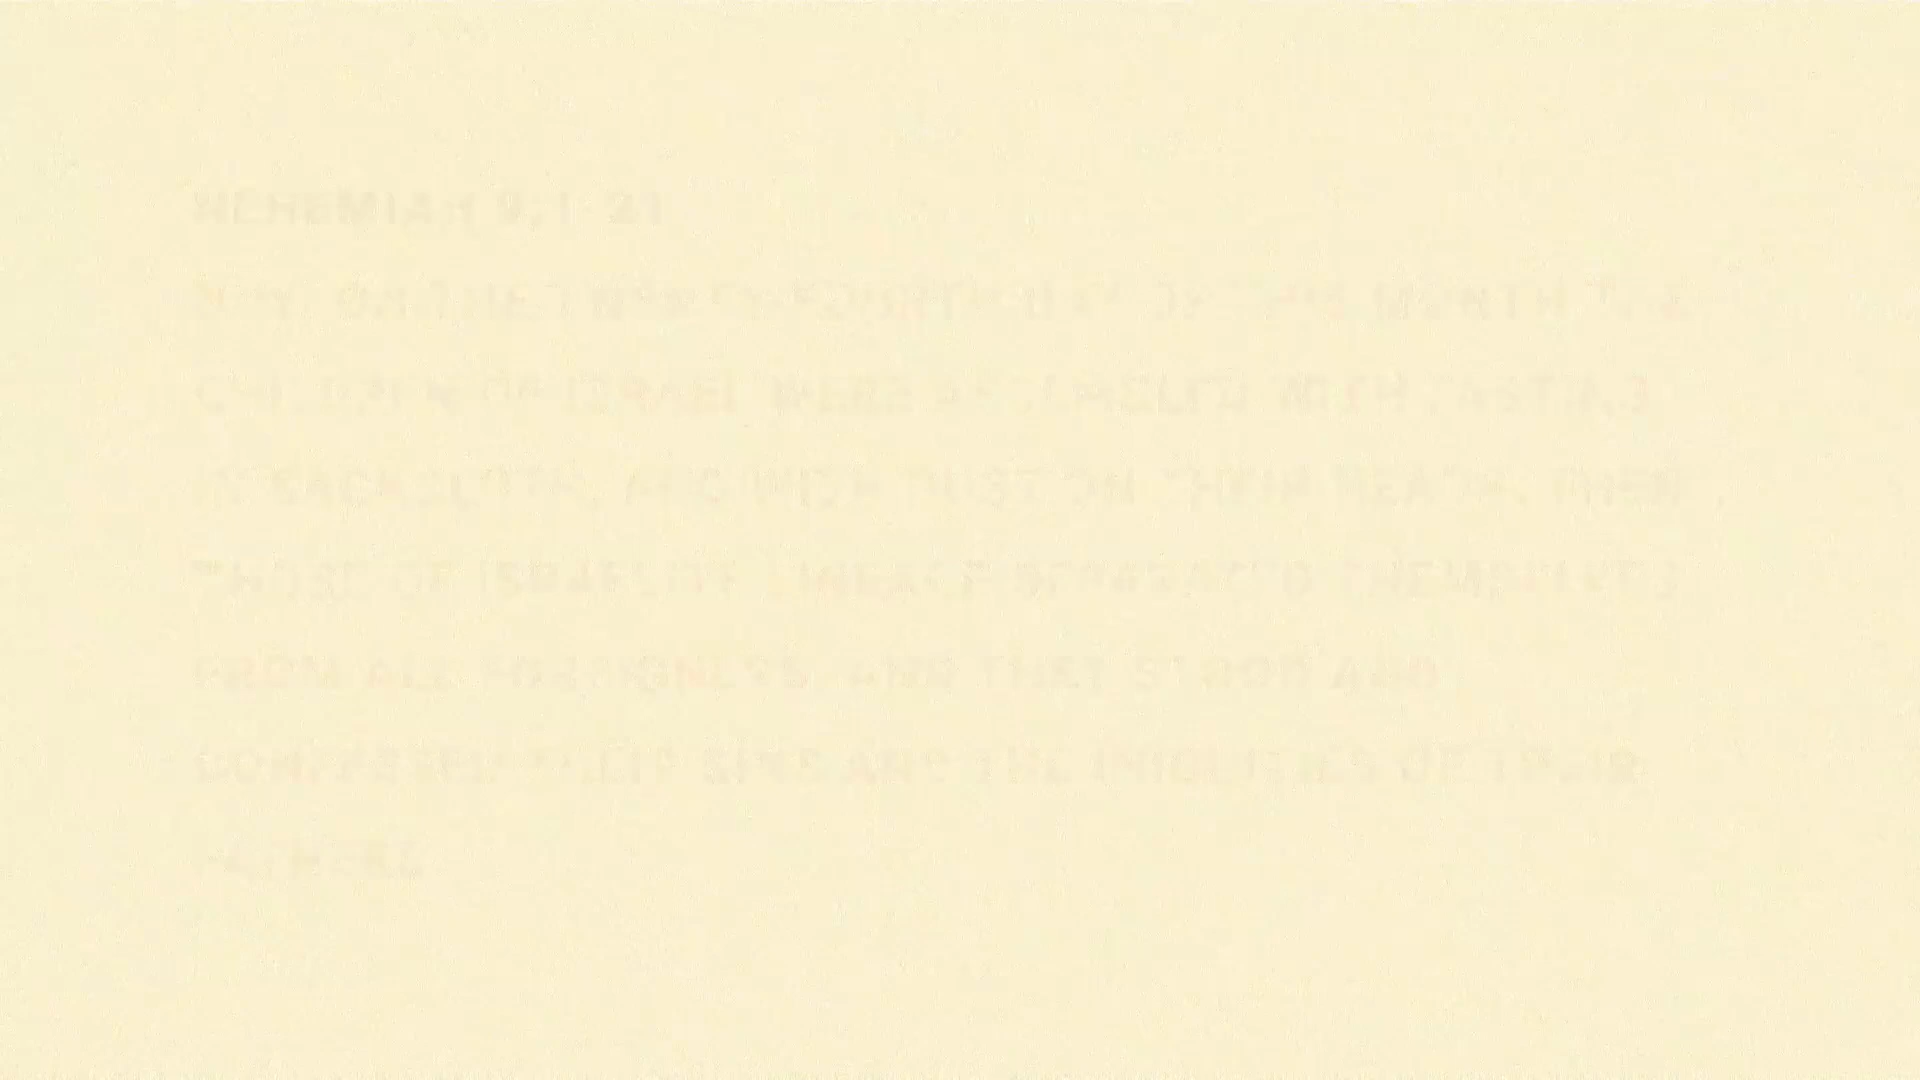 NEHEMIAH 9:1-21
ON THE TWENTY-FOURTH DAY OF THIS MONTH THE
CHILDREN OF ISRAEL WERE ASSEMBLED WITH FASTING,
IN SACKCLOTH, AND WITH DUST ON THEIR HEADS. THEN
THOSE OF ISRAELITE LINEAGE SEPARATED THEMSELVES
FROM ALL FOREIGNERS; AND THEY STOOD AND
CONFESSED THEIR SINS AND THE INIQUITIES OF THEIR
FATHERS.